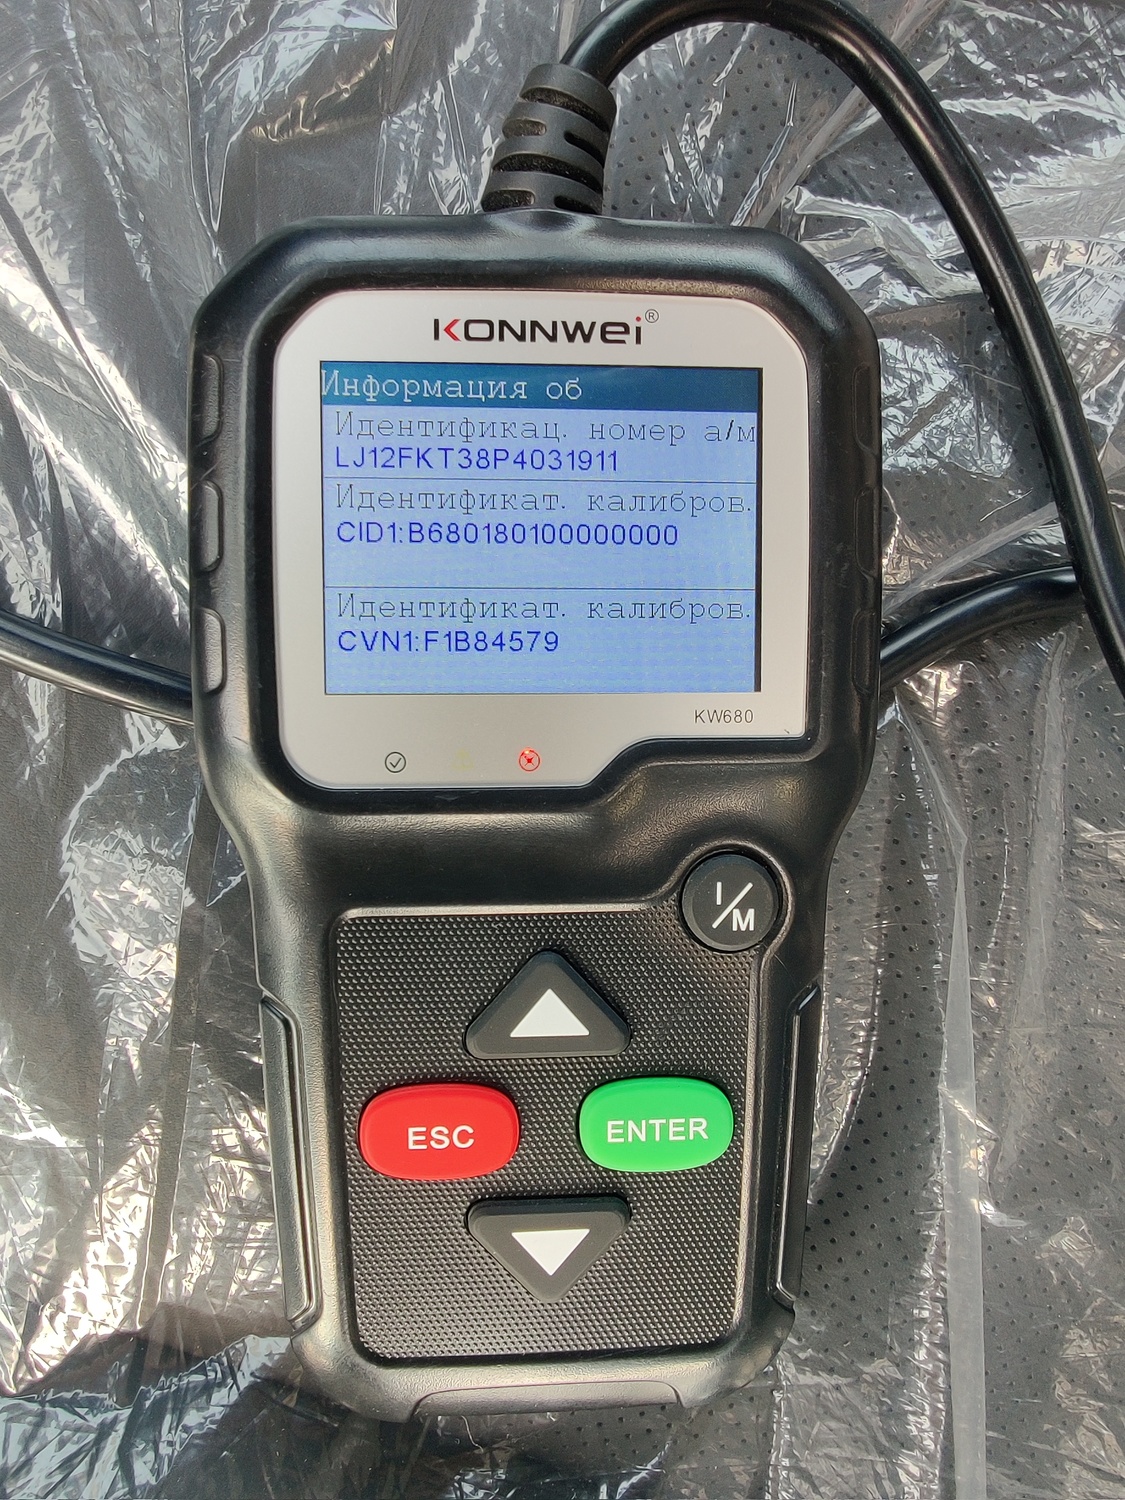 KONNWEI®
Информация об
Идентификац. номер а/м
LJ12FKT38P4031911
Идентификат. калибров.
CID1:B680180100000000
Идентификат. калибров.
CVN1:F1B84579
KW680
I/M
ESC
ENTER